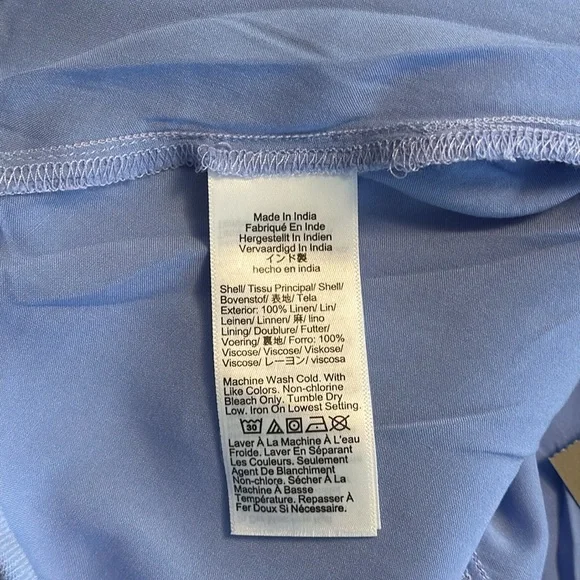 Made In India
Fabriqué En Inde
Hergestellt In Indien
Vervaardigd In India
インド製
hecho en india
Shell/ Tissu Principal/ Shell/
Bovenstof/ 表地/ Tela
Exterior: 100% Linen/ Lin/
Leinen/ Linnen/ 麻/ lino
Lining/ Doublure/ Futter/
Voering/ 裏地/ Forro: 100%
Viscose/ Viscose/ Viskose/
Viscose/ レーヨン/ viscosa
Machine Wash Cold. With
Like Colors. Non-chlorine
Bleach Only. Tumble Dry
Low. Iron On Lowest Setting.
30
Laver À La Machine À L'eau
Froide. Laver En Séparant
Les Couleurs. Seulement
Agent De Blanchiment
Non-chlore. Sécher À La
Machine À Basse
Température. Repasser À
Fer Doux Si Nécessaire.